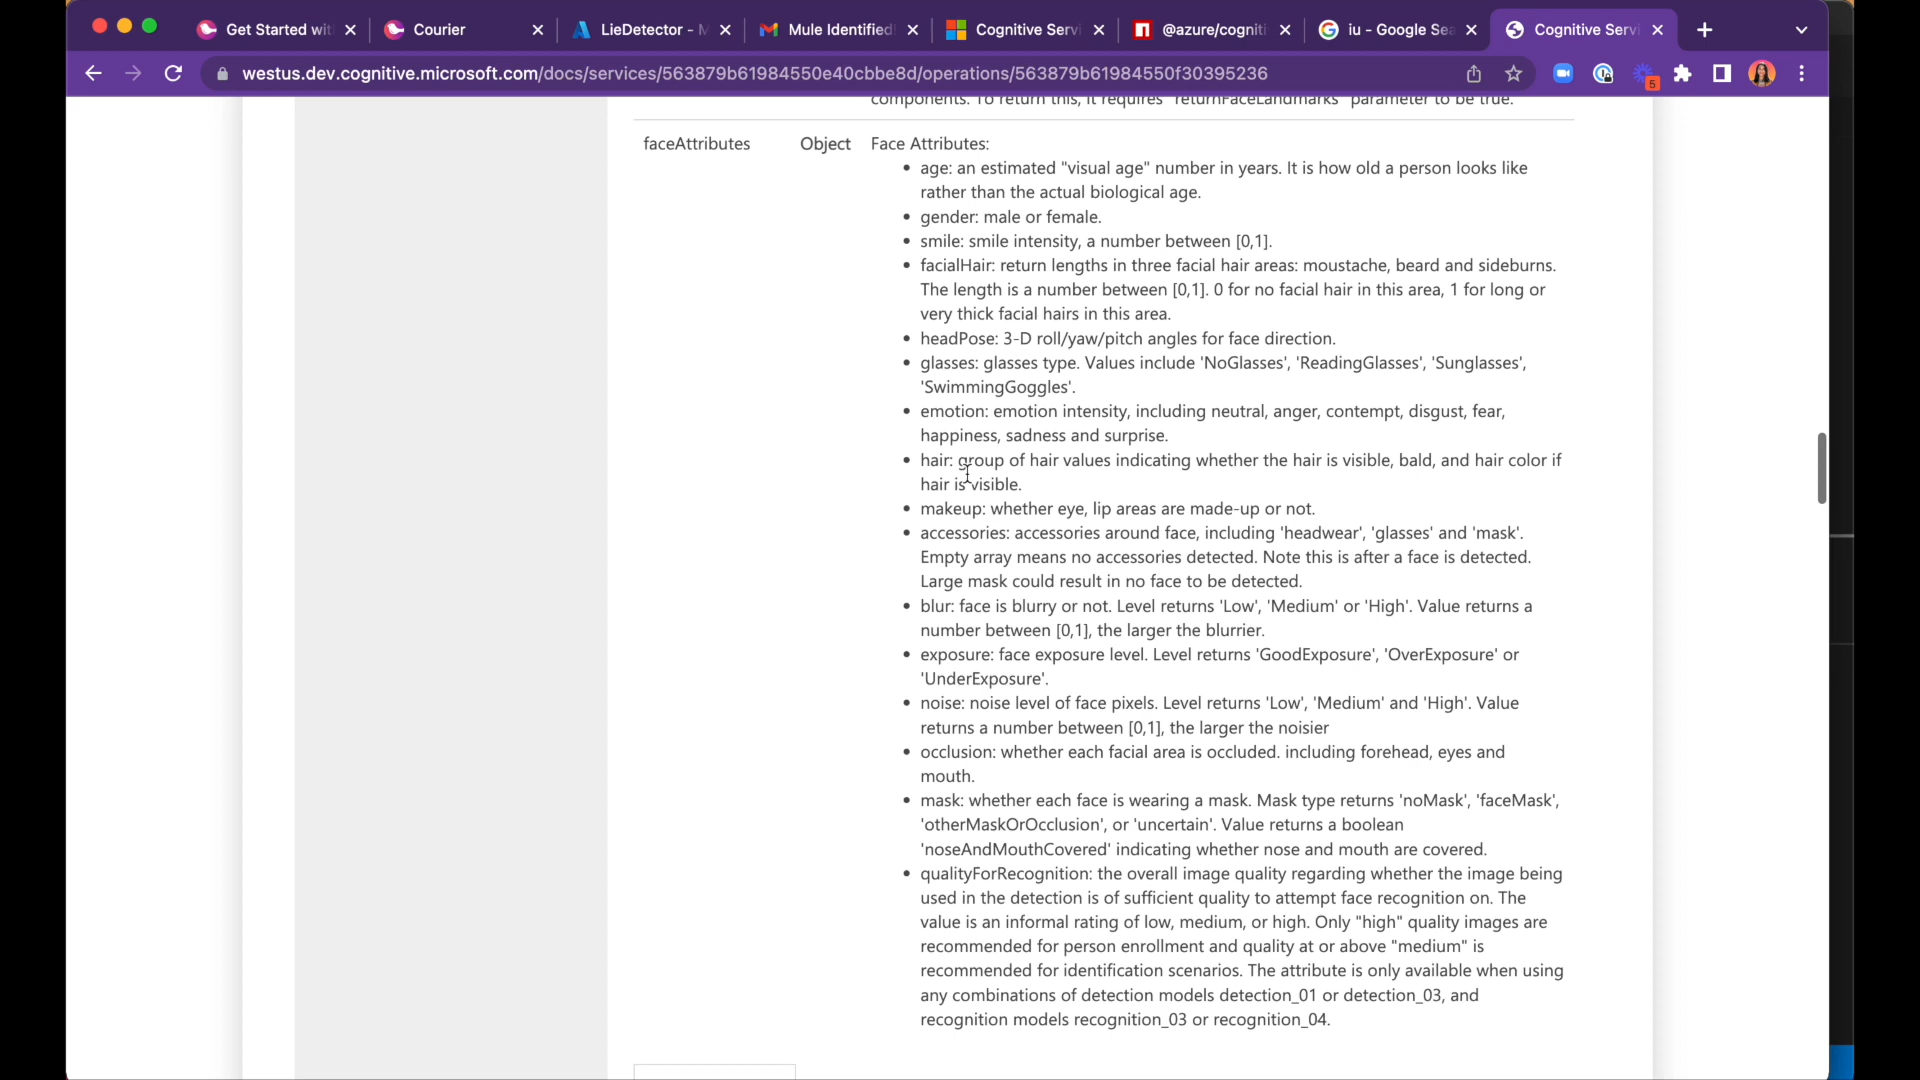 Get Started wit
Courier
LieDetector - M
Mule Identified!
Cognitive Servi
@azure/cogniti
iu - Google Sea
Cognitive Servi
westus.dev.cognitive.microsoft.com/docs/services/563879b61984550e40cbbe8d/operations/563879b61984550f30395236
5
components. To return this, it requires "returnFaceLandmarks" parameter to be true.
faceAttributes Object Face Attributes:
age: an estimated "visual age" number in years. It is how old a person looks like
rather than the actual biological age.
gender: male or female.
smile: smile intensity, a number between [0,1].
facialHair: return lengths in three facial hair areas: moustache, beard and sideburns.
The length is a number between [0,1]. 0 for no facial hair in this area, 1 for long or
very thick facial hairs in this area.
headPose: 3-D roll/yaw/pitch angles for face direction.
glasses: glasses type. Values include 'NoGlasses', 'ReadingGlasses', 'Sunglasses',
'SwimmingGoggles'.
emotion: emotion intensity, including neutral, anger, contempt, disgust, fear,
happiness, sadness and surprise.
hair: group of hair values indicating whether the hair is visible, bald, and hair color if
hair is visible.
makeup: whether eye, lip areas are made-up or not.
accessories: accessories around face, including 'headwear', 'glasses' and 'mask'.
Empty array means no accessories detected. Note this is after a face is detected.
Large mask could result in no face to be detected.
blur: face is blurry or not. Level returns 'Low', 'Medium' or 'High'. Value returns a
number between [0,1], the larger the blurrier.
exposure: face exposure level. Level returns 'GoodExposure', 'OverExposure' or
'UnderExposure'.
noise: noise level of face pixels. Level returns 'Low', 'Medium' and 'High'. Value
returns a number between [0,1], the larger the noisier
occlusion: whether each facial area is occluded. including forehead, eyes and
mouth.
mask: whether each face is wearing a mask. Mask type returns 'noMask', 'faceMask',
'otherMaskOrOcclusion', or 'uncertain'. Value returns a boolean
'noseAndMouthCovered' indicating whether nose and mouth are covered.
qualityForRecognition: the overall image quality regarding whether the image being
used in the detection is of sufficient quality to attempt face recognition on. The
value is an informal rating of low, medium, or high. Only "high" quality images are
recommended for person enrollment and quality at or above "medium" is
recommended for identification scenarios. The attribute is only available when using
any combinations of detection models detection_01 or detection_03, and
recognition models recognition_03 or recognition_04.